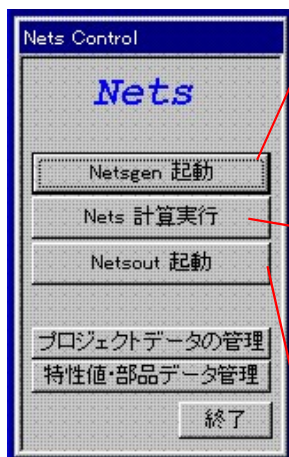 Nets Control
Nets
Netsgen 起動
Nets 計算実行
Netsout 起動
プロジェクトデータの管理
特性値・部品データ管理
終了